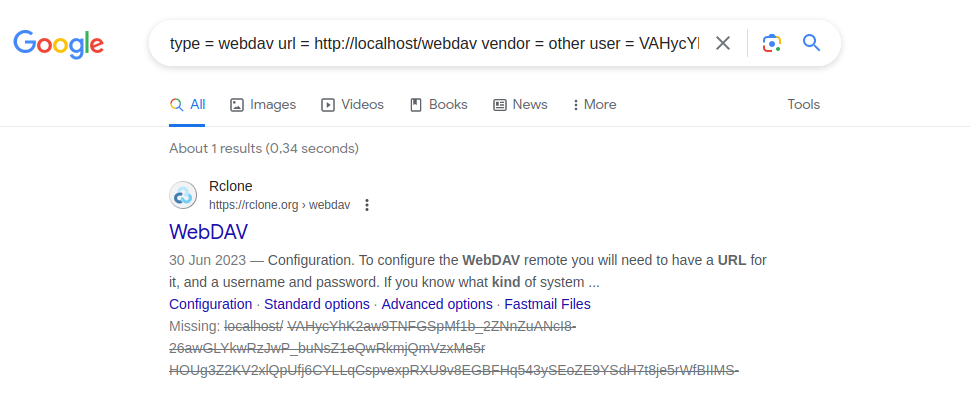 Google
type = webdav url = http://localhost/webdav vendor = other user = VAHycY
All Images Videos Books News More Tools
About 1 results (0,34 seconds)
Rclone
https://rclone.org › webdav
WebDAV
30 Jun 2023 — Configuration. To configure the WebDAV remote you will need to have a URL for
it, and a username and password. If you know what kind of system ...
Configuration · Standard options · Advanced options · Fastmail Files
Missing: localhost/ VAHycYhK2aw9TNFGSpMf1b_2ZNnZuANcI8-
26awGLYkwRzJwP_buNsZ1eQwRkmjQmVzxMe5r
HOUg3Z2KV2xlQpUfj6CYLLqCspvexpRXU9v8EGBFHq543ySEoZE9YSdH7t8je5rWfBIIMS-